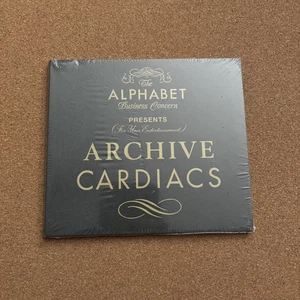 The
ALPHABET
Business Concern
PRESENTS
(For Your Entertainment)
ARCHIVE
CARDIACS